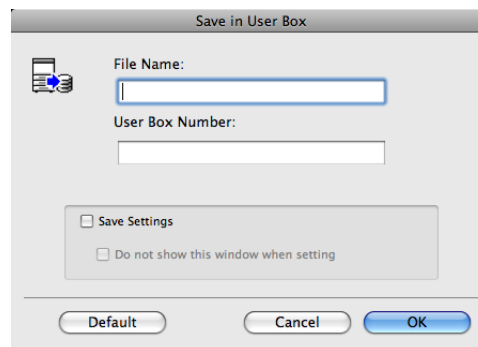 Save in User Box
File Name:
User Box Number:
Save Settings
Do not show this window when setting
Default
Cancel
OK